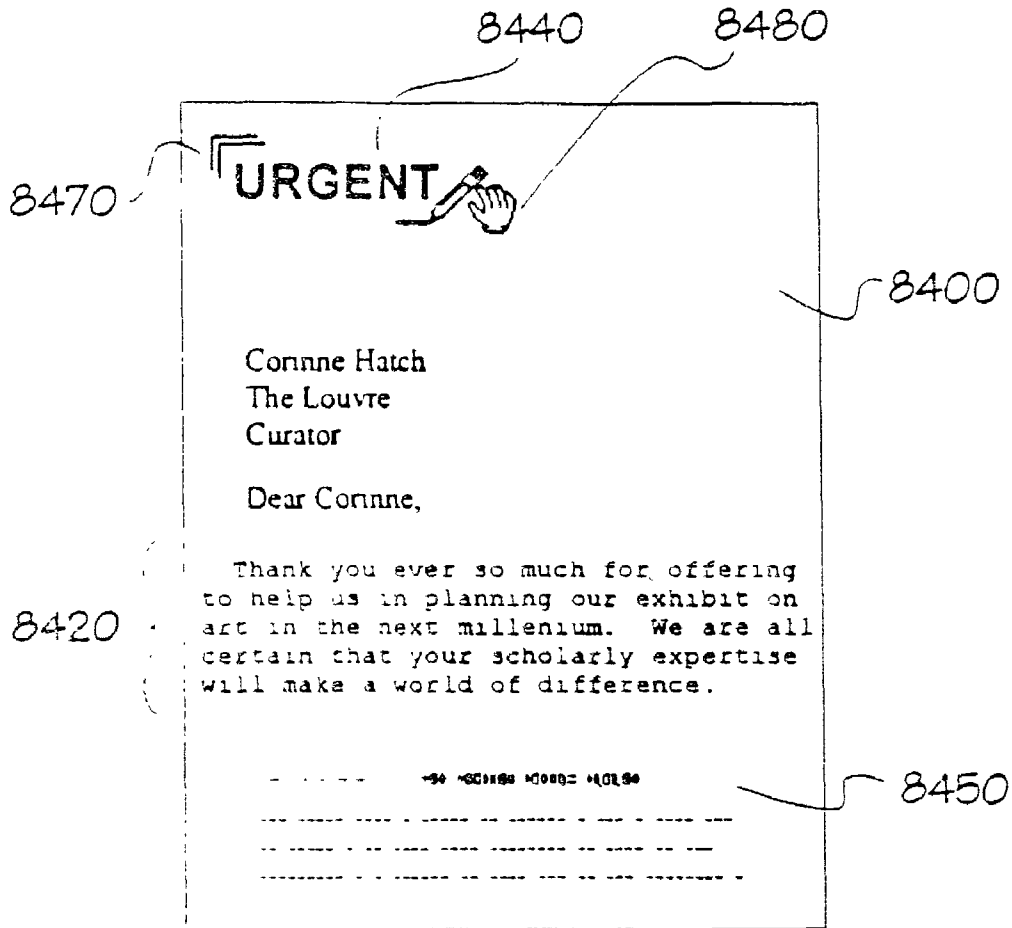 8440 8480
8470
URGENT
8400
Corinne Hatch
The Louvre
Curator
Dear Corinne,
8420
Thank you ever so much for offering
to help us in planning our exhibit on
art in the next millenium. We are all
certain that your scholarly expertise
will make a world of difference.
8450